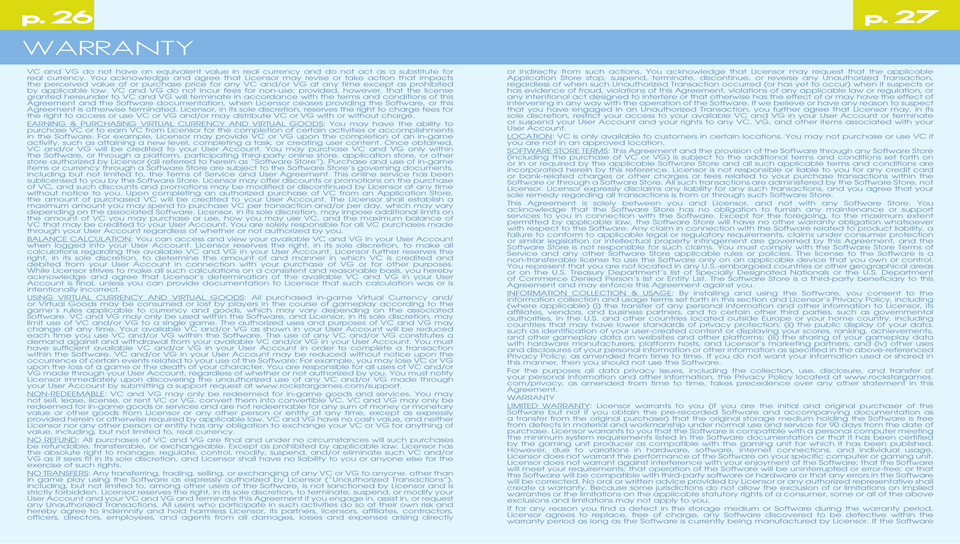 p. 26
p. 27
WARRANTY
VC and VG do not have an equivalent value in real currency and do not act as a substitute for
real currency. You acknowledge and agree that Licensor may revise or take action that impacts
the perceived value of or purchase price for any VC and/or VG at any time except as prohibited
by applicable law. VC and VG do not incur fees for non-use; provided, however, that the license
granted hereunder to VC and VG will terminate in accordance with the terms and conditions of this
Agreement and the Software documentation, when Licensor ceases providing the Software, or this
Agreement is otherwise terminated. Licensor, in its sole discretion, reserves the right to charge fees for
the right to access or use VC or VG and/or may distribute VC or VG with or without charge.
EARNING & PURCHASING VIRTUAL CURRENCY AND VIRTUAL GOODS: You may have the ability to
purchase VC or to earn VC from Licensor for the completion of certain activities or accomplishments
in the Software. For example, Licensor may provide VC or VG upon the completion of an in-game
activity, such as attaining a new level, completing a task, or creating user content. Once obtained,
VC and/or VG will be credited to your User Account. You may purchase VC and VG only within
the Software, or through a platform, participating third-party online store, application store, or other
store authorized by Licensor (all referred to herein as "Software Store"). Purchase and use of in-game
items or currency through a Software Store are subject to the Software Store's governing documents,
including but not limited to, the Terms of Service and User Agreement. This online service has been
sublicensed to you by the Software Store. Licensor may offer discounts or promotions on the purchase
of VC, and such discounts and promotions may be modified or discontinued by Licensor at any time
without notice to you. Upon completing an authorized purchase of VC from an Application Store,
the amount of purchased VC will be credited to your User Account. The Licensor shall establish a
maximum amount you may spend to purchase VC per transaction and/or per day, which may vary
depending on the associated Software. Licensor, in its sole discretion, may impose additional limits on
the amount of VC you may purchase or use, how you may use VC, and the maximum balance of
VC that may be credited to your User Account. You are solely responsible for all VC purchases made
through your User Account regardless of whether or not authorized by you.
BALANCE CALCULATION: You can access and view your available VC and VG in your User Account
when logged into your User Account. Licensor reserves the right, in its sole discretion, to make all
calculations regarding the available VC and VG in your User Account. Licensor further reserves the
right, in its sole discretion, to determine the amount of and manner in which VC is credited and
debited from your User Account in connection with your purchase of VG or for other purposes.
While Licensor strives to make all such calculations on a consistent and reasonable basis, you hereby
acknowledge and agree that Licensor's determination of the available VC and VG in your User
Account is final, unless you can provide documentation to Licensor that such calculation was or is
intentionally incorrect.
USING VIRTUAL CURRENCY AND VIRTUAL GOODS: All purchased in-game Virtual Currency and/
or Virtual Goods may be consumed or lost by players in the course of gameplay according to the
game's rules applicable to currency and goods, which may vary depending on the associated
Software. VC and VG may only be used within the Software, and Licensor, in its sole discretion, may
limit use of VC and/or VG to a single game. The authorized uses and purposes of VC and VG may
change at any time. Your available VC and/or VG as shown in your User Account will be reduced
each time you use VC and/or VG within the Software. The use of any VC and/or VG constitutes a
demand against and withdrawal from your available VC and/or VG in your User Account. You must
have sufficient available VC and/or VG in your User Account in order to complete a transaction
within the Software. VC and/or VG in your User Account may be reduced without notice upon the
occurrence of certain events related to your use of the Software: For example, you may lose VC or VG
upon the loss of a game or the death of your character. You are responsible for all uses of VC and/or
VG made through your User Account, regardless of whether or not authorized by you. You must notify
Licensor immediately upon discovering the unauthorized use of any VC and/or VG made through
your User Account by submitting a support request at www.rockstargames.com/support.
NON-REDEEMABLE: VC and VG may only be redeemed for in-game goods and services. You may
not sell, lease, license, or rent VC or VG, convert them into convertible VC. VC and VG may only be
redeemed for in-game goods or services and are not redeemable for any sum of money or monetary
value or other goods from Licensor or any other person or entity at any time, except as expressly
provided herein or otherwise required by applicable law. VC and VG have no cash value, and neither
Licensor nor any other person or entity has any obligation to exchange your VC or VG for anything of
value, including, but not limited to, real currency.
NO REFUND: All purchases of VC and VG are final and under no circumstances will such purchases
be refundable, transferable, or exchangeable. Except as prohibited by applicable law, Licensor has
the absolute right to manage, regulate, control, modify, suspend, and/or eliminate such VC and/or
VG as it sees fit in its sole discretion, and Licensor shall have no liability to you or anyone else for the
exercise of such rights.
NO TRANSFERS: Any transferring, trading, selling, or exchanging of any VC or VG to anyone, other than
in game play using the Software as expressly authorized by Licensor ("Unauthorized Transactions"),
including, but not limited to, among other users of the Software, is not sanctioned by Licensor and is
strictly forbidden. Licensor reserves the right, in its sole discretion, to terminate, suspend, or modify your
User Account and your VC and VG and terminate this Agreement if you engage in, assist in, or request
any Unauthorized Transactions. All users who participate in such activities do so at their own risk and
hereby agree to indemnify and hold harmless Licensor, its partners, licensors, affiliates, contractors,
officers, directors, employees, and agents from all damages, losses and expenses arising directly
or indirectly from such actions. You acknowledge that Licensor may request that the applicable
Application Store stop, suspend, terminate, discontinue, or reverse any Unauthorized Transaction,
regardless of when such Unauthorized Transaction occurred (or has yet to occur) when it suspects or
has evidence of fraud, violations of this Agreement, violations of any applicable law or regulation, or
any intentional act designed to interfere or that otherwise has the effect of or may have the effect of
intervening in any way with the operation of the Software. If we believe or have any reason to suspect
that you have engaged in an Unauthorized Transaction, you further agree that Licensor may, in its
sole discretion, restrict your access to your available VC and VG in your User Account or terminate
or suspend your User Account and your rights to any VC, VG, and other items associated with your
User Account.
LOCATION: VC is only available to customers in certain locations. You may not purchase or use VC if
you are not in an approved location.
SOFTWARE STORE TERMS: This Agreement and the provision of the Software through any Software Store
(including the purchase of VC or VG) is subject to the additional terms and conditions set forth on
or in or required by the applicable Software Store and all such applicable terms and conditions are
incorporated herein by this reference. Licensor is not responsible or liable to you for any credit card
or bank-related charges or other charges or fees related to your purchase transactions within the
Software or through a Software Store. All such transactions are administered by the Software Store, not
Licensor. Licensor expressly disclaims any liability for any such transactions, and you agree that your
sole remedy regarding all transactions is from or through such Software Store.
This Agreement is solely between you and Licensor, and not with any Software Store. You
acknowledge that the Software Store has no obligation to furnish any maintenance or support
services to you in connection with the Software. Except for the foregoing, to the maximum extent
permitted by applicable law, the Software Store will have no other warranty obligation whatsoever
with respect to the Software. Any claim in connection with the Software related to product liability, a
failure to conform to applicable legal or regulatory requirements, claims under consumer protection
or similar legislation or intellectual property infringement are governed by this Agreement, and the
Software Store is not responsible for such claims. You must comply with the Software Store Terms of
Service and any other Software Store applicable rules or policies. The license to the Software is a
non-transferable license to use the Software only on an applicable device that you own or control.
You represent that you are not located in any U.S. embargoed countries or other geographical areas
or on the U.S. Treasury Department's list of Specially Designated Nationals or the U.S. Department
of Commerce Denied Person's List or Entity List. The Software Store is a third-party beneficiary to this
Agreement and may enforce this Agreement against you.
INFORMATION COLLECTION & USAGE: By installing and using the Software, you consent to the
information collection and usage terms set forth in this section and Licensor's Privacy Policy, including
(where applicable) (i) the transfer of any personal information and other information to Licensor, its
affiliates, vendors, and business partners, and to certain other third parties, such as governmental
authorities, in the U.S. and other countries located outside Europe or your home country, including
countries that may have lower standards of privacy protection; (ii) the public display of your data,
such as identification of your user-created content or displaying your scores, ranking, achievements,
and other gameplay data on websites and other platforms; (iii) the sharing of your gameplay data
with hardware manufacturers, platform hosts, and Licensor's marketing partners; and (iv) other uses
and disclosures of your personal information or other information as specified in the above-referenced
Privacy Policy, as amended from time to time. If you do not want your information used or shared in
this manner, then you should not use the Software.
For the purposes all data privacy issues, including the collection, use, disclosure, and transfer of
your personal information and other information, the Privacy Policy located at www.rockstargames.
com/privacy, as amended from time to time, takes precedence over any other statement in this
Agreement.
WARRANTY
LIMITED WARRANTY: Licensor warrants to you (if you are the initial and original purchaser of the
Software but not if you obtain the pre-recorded Software and accompanying documentation as
a transfer from the original purchaser) that the original storage medium holding the Software is free
from defects in material and workmanship under normal use and service for 90 days from the date of
purchase. Licensor warrants to you that the Software is compatible with a personal computer meeting
the minimum system requirements listed in the Software documentation or that it has been certified
by the gaming unit producer as compatible with the gaming unit for which it has been published.
However, due to variations in hardware, software, internet connections, and individual usage,
Licensor does not warrant the performance of this Software on your specific computer or gaming unit.
Licensor does not warrant against interference with your enjoyment of the Software; that the Software
will meet your requirements; that operation of the Software will be uninterrupted or error-free; or that
the Software will be compatible with third-party software or hardware or that any errors in the Software
will be corrected. No oral or written advice provided by Licensor or any authorized representative shall
create a warranty. Because some jurisdictions do not allow the exclusion of or limitations on implied
warranties or the limitations on the applicable statutory rights of a consumer, some or all of the above
exclusions and limitations may not apply to you.
If for any reason you find a defect in the storage medium or Software during the warranty period,
Licensor agrees to replace, free of charge, any Software discovered to be defective within the
warranty period as long as the Software is currently being manufactured by Licensor. If the Software